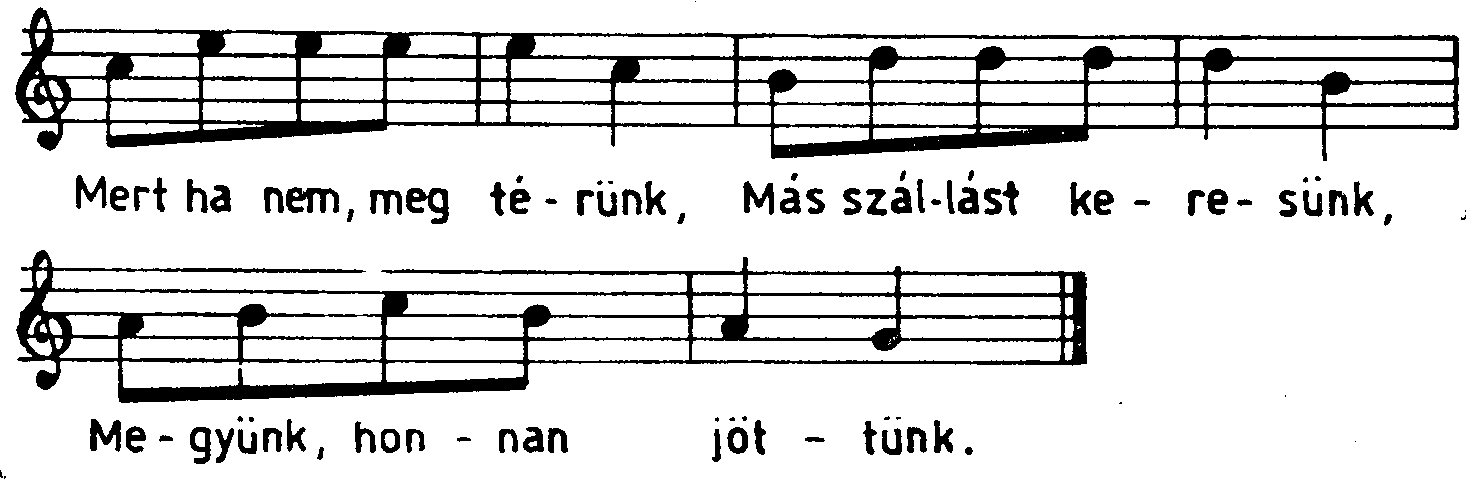 Mert ha nem, meg té - rünk, Más szál-lást ke - re- sünk,
Me - gyünk, hon - nan jöt - tünk.